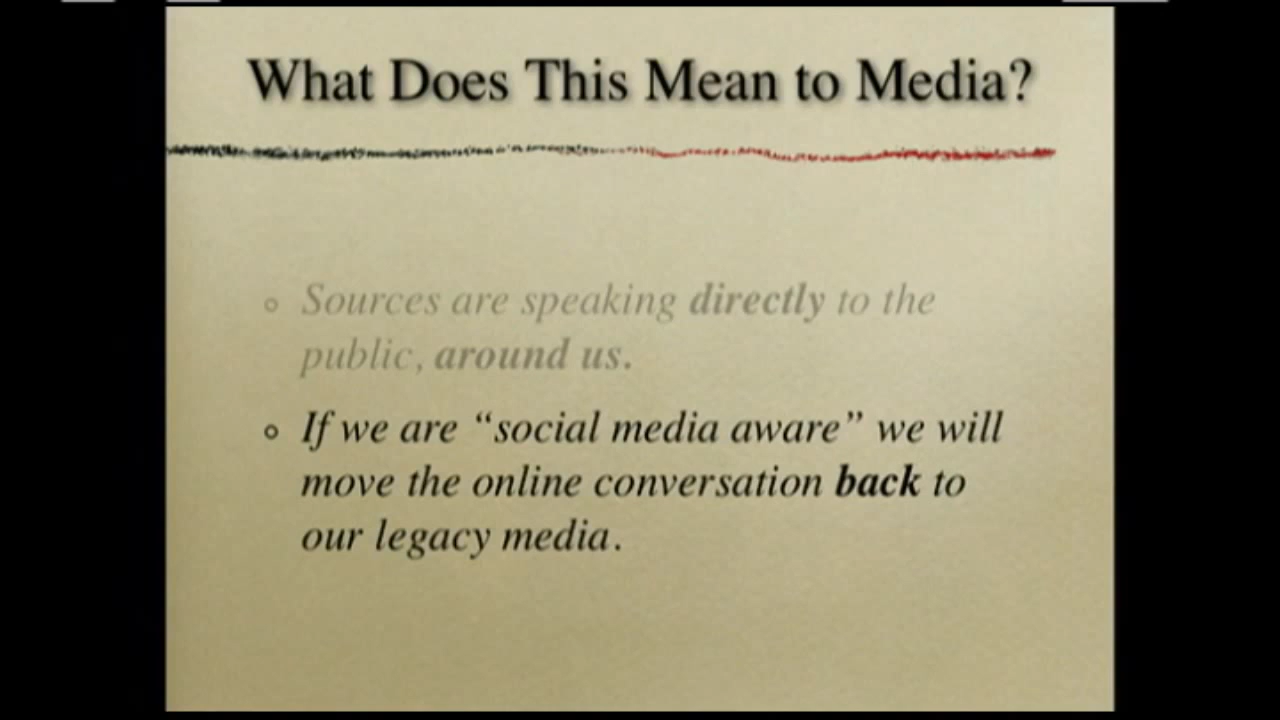 What Does This Mean to Media?
Sources are speaking directly to the
public, around us.
If we are “social media aware” we will
move the online conversation back to
our legacy media.